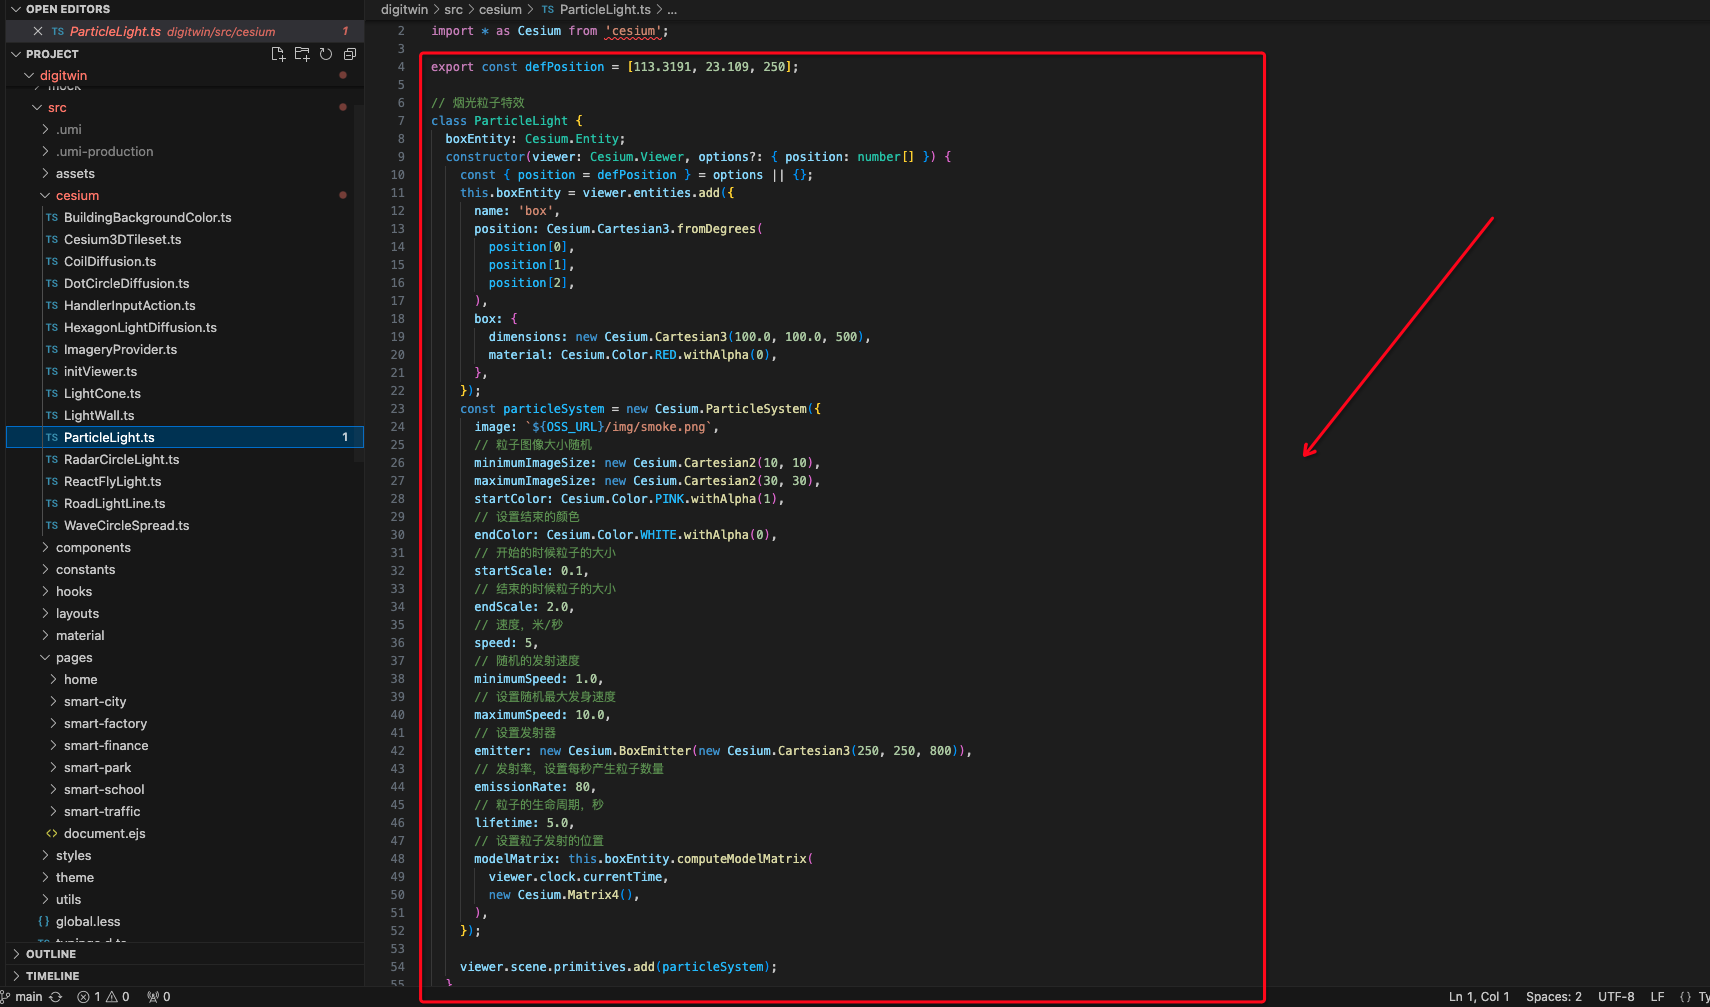 OPEN EDITORS
TS ParticleLight.ts digitwin/src/cesium 1
PROJECT
digitwin
mock
src
.umi
.umi-production
assets
cesium
TS BuildingBackgroundColor.ts
TS Cesium3DTileset.ts
TS CoilDiffusion.ts
TS DotCircleDiffusion.ts
TS HandlerInputAction.ts
TS HexagonLightDiffusion.ts
TS ImageryProvider.ts
TS initViewer.ts
TS LightCone.ts
TS LightWall.ts
TS ParticleLight.ts 1
TS RadarCircleLight.ts
TS ReactFlyLight.ts
TS RoadLightLine.ts
TS WaveCircleSpread.ts
components
constants
hooks
layouts
material
pages
home
smart-city
smart-factory
smart-finance
smart-park
smart-school
smart-traffic
<> document.ejs
styles
theme
utils
{} global.less
OUTLINE
TIMELINE
digitwin > src > cesium > TS ParticleLight.ts > ...
2 import * as Cesium from 'cesium';
3
4 export const defPosition = [113.3191, 23.109, 250];
5
6 // 烟光粒子特效
7 class ParticleLight {
8 boxEntity: Cesium.Entity;
9 constructor(viewer: Cesium.Viewer, options?: { position: number[] }) {
10 const { position = defPosition } = options || {};
11 this.boxEntity = viewer.entities.add({
12 name: 'box',
13 position: Cesium.Cartesian3.fromDegrees(
14 position[0],
15 position[1],
16 position[2],
17 ),
18 box: {
19 dimensions: new Cesium.Cartesian3(100.0, 100.0, 500),
20 material: Cesium.Color.RED.withAlpha(0),
21 },
22 });
23 const particleSystem = new Cesium.ParticleSystem({
24 image: `${OSS_URL}/img/smoke.png`,
25 // 粒子图像大小随机
26 minimumImageSize: new Cesium.Cartesian2(10, 10),
27 maximumImageSize: new Cesium.Cartesian2(30, 30),
28 startColor: Cesium.Color.PINK.withAlpha(1),
29 // 设置结束的颜色
30 endColor: Cesium.Color.WHITE.withAlpha(0),
31 // 开始的时候粒子的大小
32 startScale: 0.1,
33 // 结束的时候粒子的大小
34 endScale: 2.0,
35 // 速度，米/秒
36 speed: 5,
37 // 随机的发射速度
38 minimumSpeed: 1.0,
39 // 设置随机最大发身速度
40 maximumSpeed: 10.0,
41 // 设置发射器
42 emitter: new Cesium.BoxEmitter(new Cesium.Cartesian3(250, 250, 800)),
43 // 发射率，设置每秒产生粒子数量
44 emissionRate: 80,
45 // 粒子的生命周期，秒
46 lifetime: 5.0,
47 // 设置粒子发射的位置
48 modelMatrix: this.boxEntity.computeModelMatrix(
49 viewer.clock.currentTime,
50 new Cesium.Matrix4(),
51 ),
52 });
53
54 viewer.scene.primitives.add(particleSystem);
55 }
main 1 0 0
Ln 1, Col 1 Spaces: 2 UTF-8 LF {} Ty